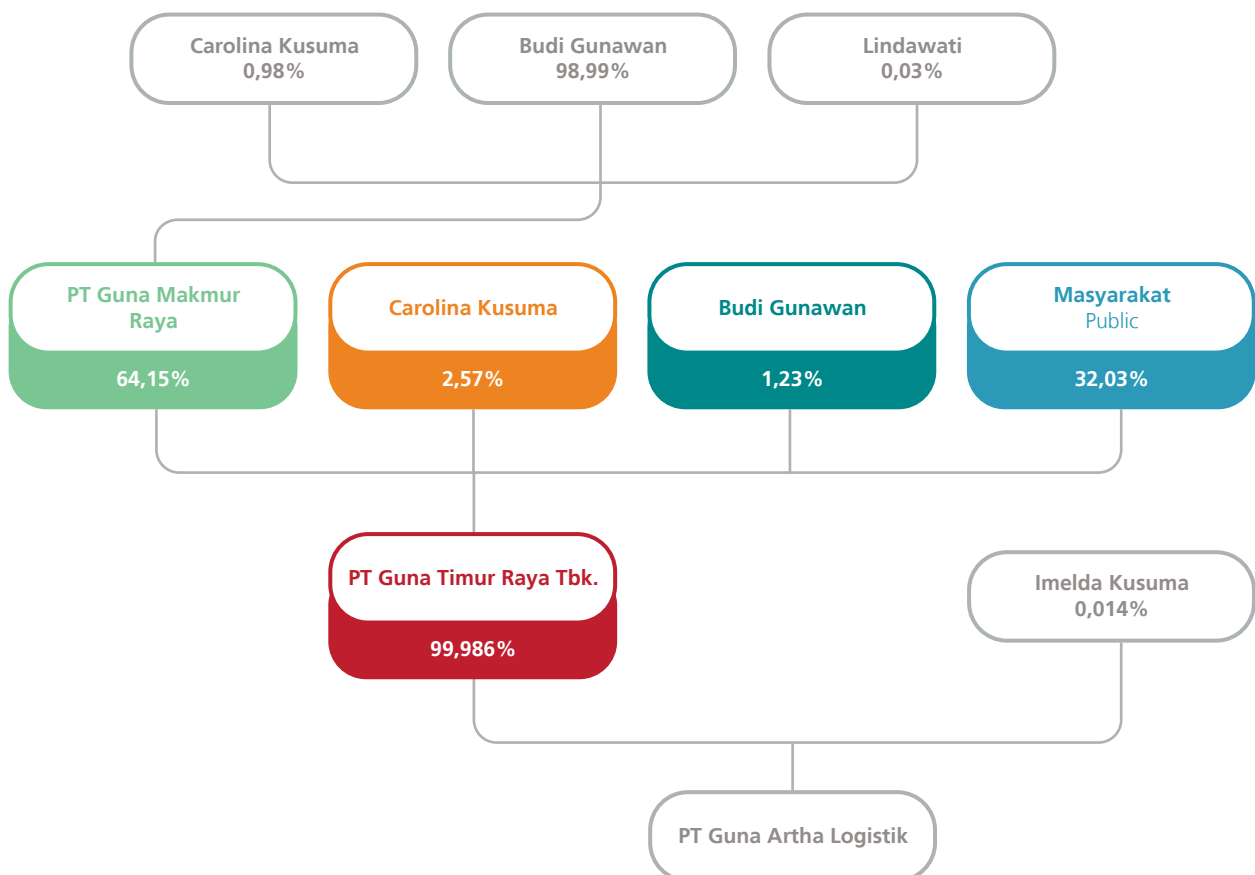 Carolina Kusuma
0,98%
Budi Gunawan
98,99%
Lindawati
0,03%
PT Guna Makmur
Raya
64,15%
Carolina Kusuma
2,57%
Budi Gunawan
1,23%
Masyarakat
Public
32,03%
PT Guna Timur Raya Tbk.
99,986%
Imelda Kusuma
0,014%
PT Guna Artha Logistik